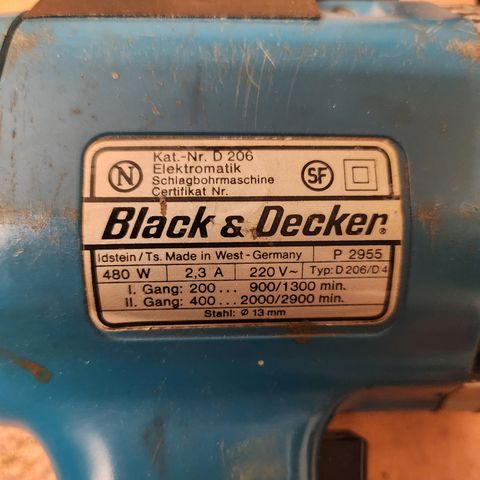 Kat.-Nr. D 206
N
Elektromatik
SF
Schlagbohrmaschine
Certifikat Nr.
Black & Decker®
Idstein/Ts. Made in West-Germany P 2955
480 W 2,3 A 220 V~ Typ: D 206/D 4
I. Gang: 200 ... 900/1300 min.
II. Gang: 400 ... 2000/2900 min.
Stahl: Ø 13 mm